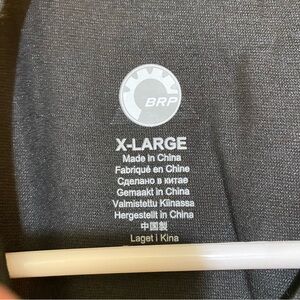 BRP
X-LARGE
Made in China
Fabriqué en Chine
Сделано в китае
Gemaakt in China
Valmistettu Kiinassa
Hergestellt in China
中国製
Laget i Kina